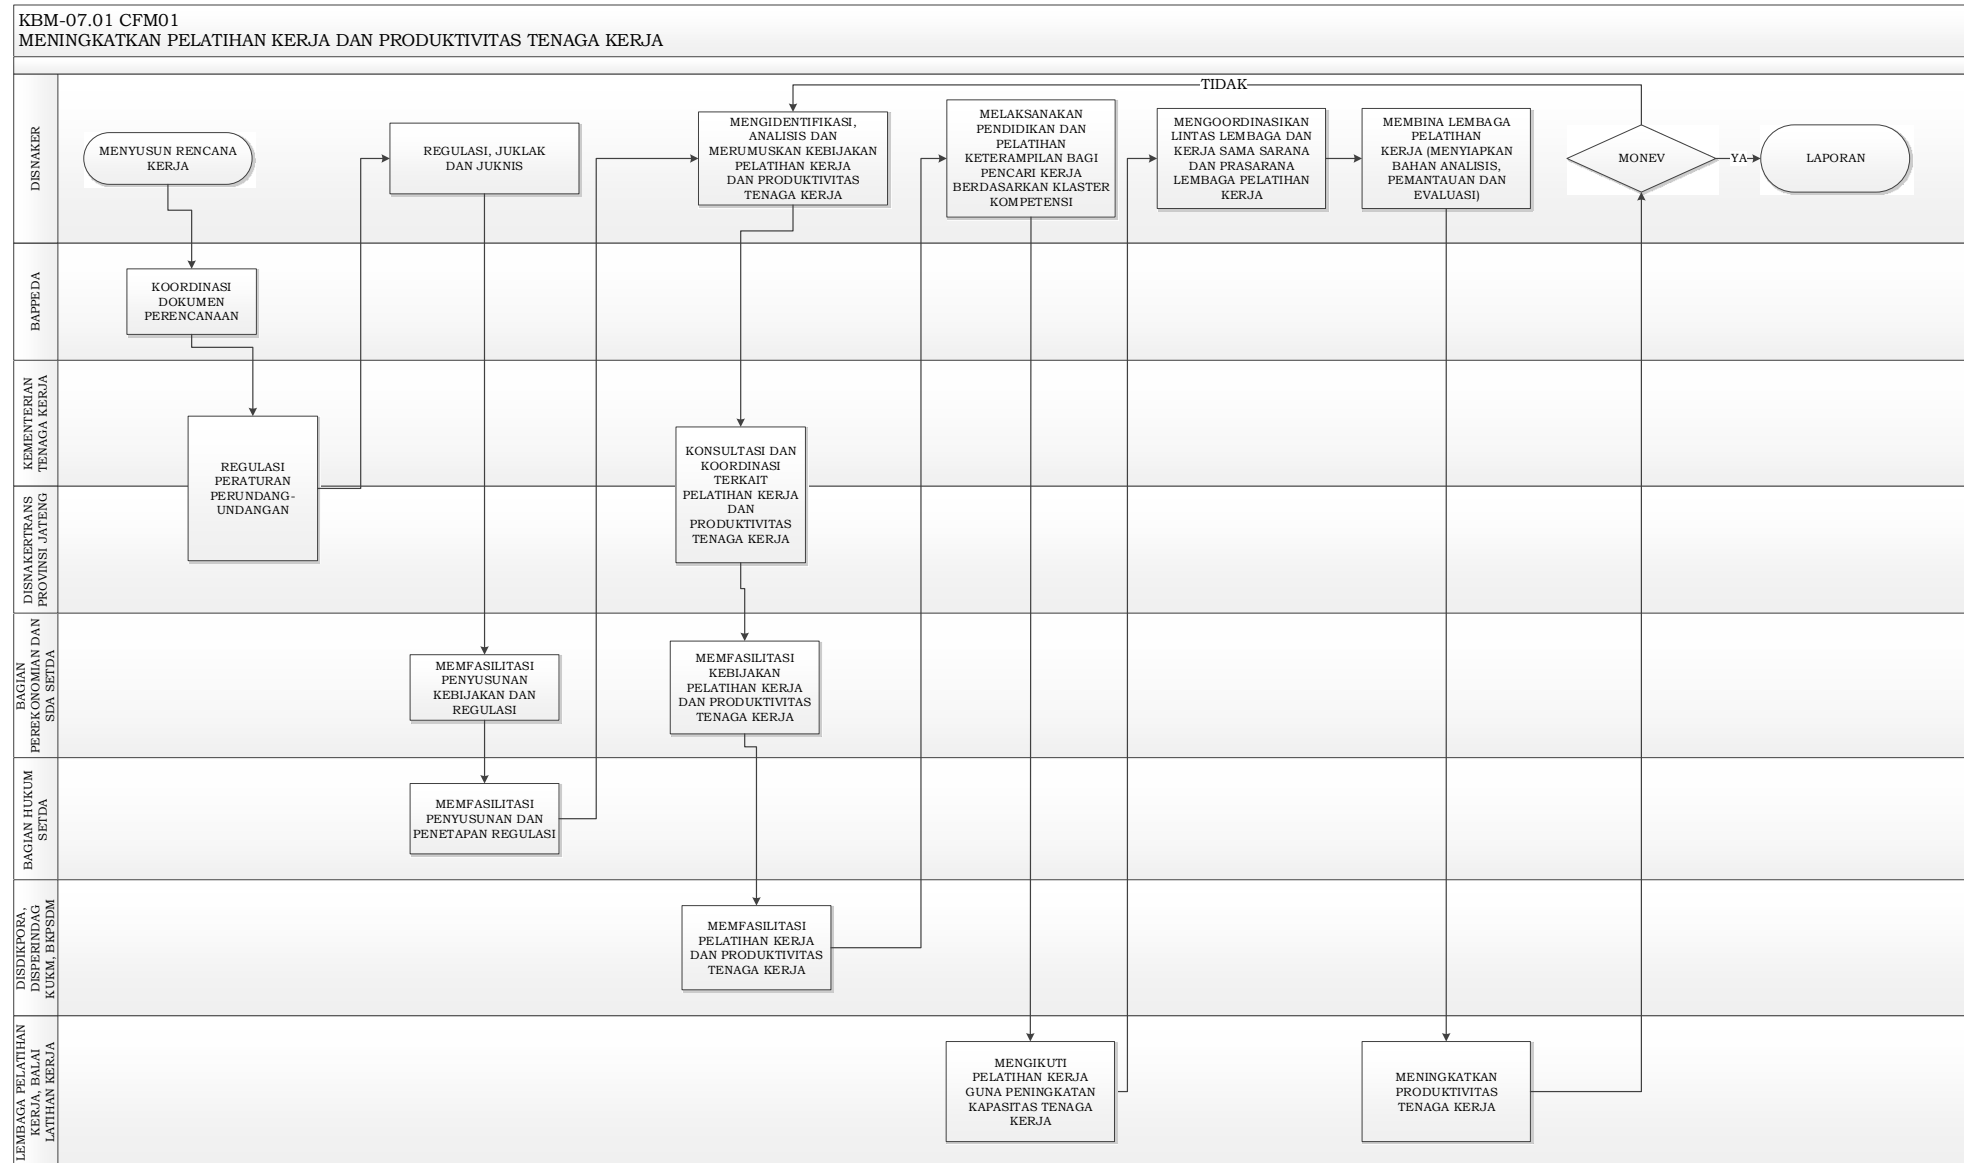 KBM-07.01 CFM01
MENINGKATKAN PELATIHAN KERJA DAN PRODUKTIVITAS TENAGA KERJA
DISNAKER
MENYUSUN RENCANA
KERJA
REGULASI, JUKLAK
DAN JUKNIS
MENGIDENTIFIKASI,
ANALISIS DAN
MERUMUSKAN KEBIJAKAN
PELATIHAN KERJA
DAN PRODUKTIVITAS
TENAGA KERJA
MELAKSANAKAN
PENDIDIKAN DAN
PELATIHAN
KETERAMPILAN BAGI
PENCARI KERJA
BERDASARKAN KLASTER
KOMPETENSI
TIDAK
MENGOORDINASIKAN
LINTAS LEMBAGA DAN
KERJA SAMA SARANA
DAN PRASARANA
LEMBAGA PELATIHAN
KERJA
MEMBINA LEMBAGA
PELATIHAN
KERJA (MENYIAPKAN
BAHAN ANALISIS,
PEMANTAUAN DAN
EVALUASI)
MONEV
YA
LAPORAN
BAPPEDA
KOORDINASI
DOKUMEN
PERENCANAAN
KEMENTERIAN
TENAGA KERJA
REGULASI
PERATURAN
PERUNDANG-
UNDANGAN
KONSULTASI DAN
KOORDINASI
TERKAIT
PELATIHAN KERJA
DAN
PRODUKTIVITAS
TENAGA KERJA
DISNAKERTRANS
PROVINSI JATENG
BAGIAN
PEREKONOMIAN DAN
SDA SETDA
MEMFASILITASI
PENYUSUNAN
KEBIJAKAN DAN
REGULASI
MEMFASILITASI
KEBIJAKAN
PELATIHAN KERJA
DAN PRODUKTIVITAS
TENAGA KERJA
BAGIAN HUKUM
SETDA
MEMFASILITASI
PENYUSUNAN DAN
PENETAPAN REGULASI
DISDIKPORA,
DISPERINDAG
KUKM, BKPSDM
MEMFASILITASI
PELATIHAN KERJA
DAN PRODUKTIVITAS
TENAGA KERJA
LEMBAGA PELATIHAN
KERJA, BALAI
LATIHAN KERJA
MENGIKUTI
PELATIHAN KERJA
GUNA PENINGKATAN
KAPASITAS TENAGA
KERJA
MENINGKATKAN
PRODUKTIVITAS
TENAGA KERJA